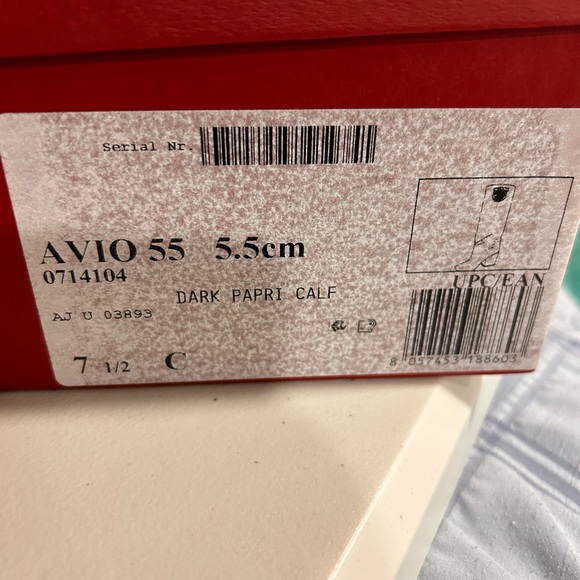 Serial Nr.
AVIO 55 5.5cm
0714104
DARK PAPRI CALF
UPC/EAN
AJ U 03893
7 1/2 C
8 057453 188603